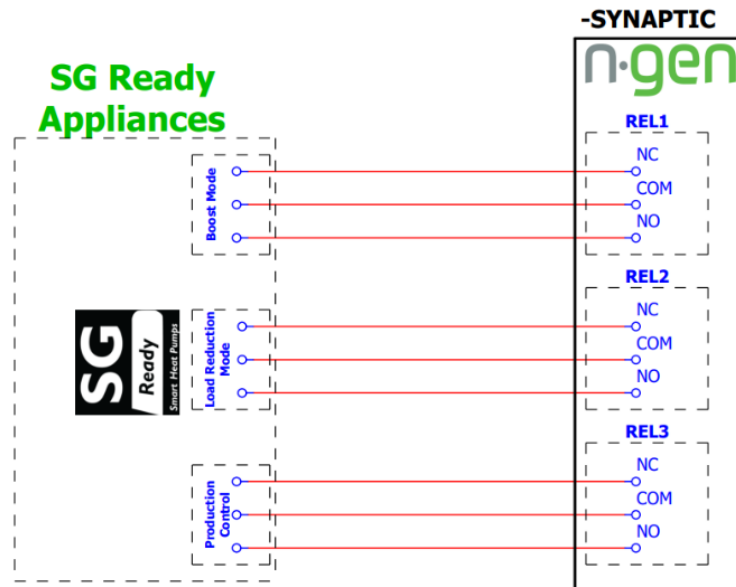 -SYNAPTIC
n·gen
SG Ready
Appliances
REL1
NC
COM
NO
Boost Mode
REL2
NC
COM
NO
Load Reduction
Mode
SG
Ready
Smart Heat Pumps
REL3
NC
COM
NO
Production
Control